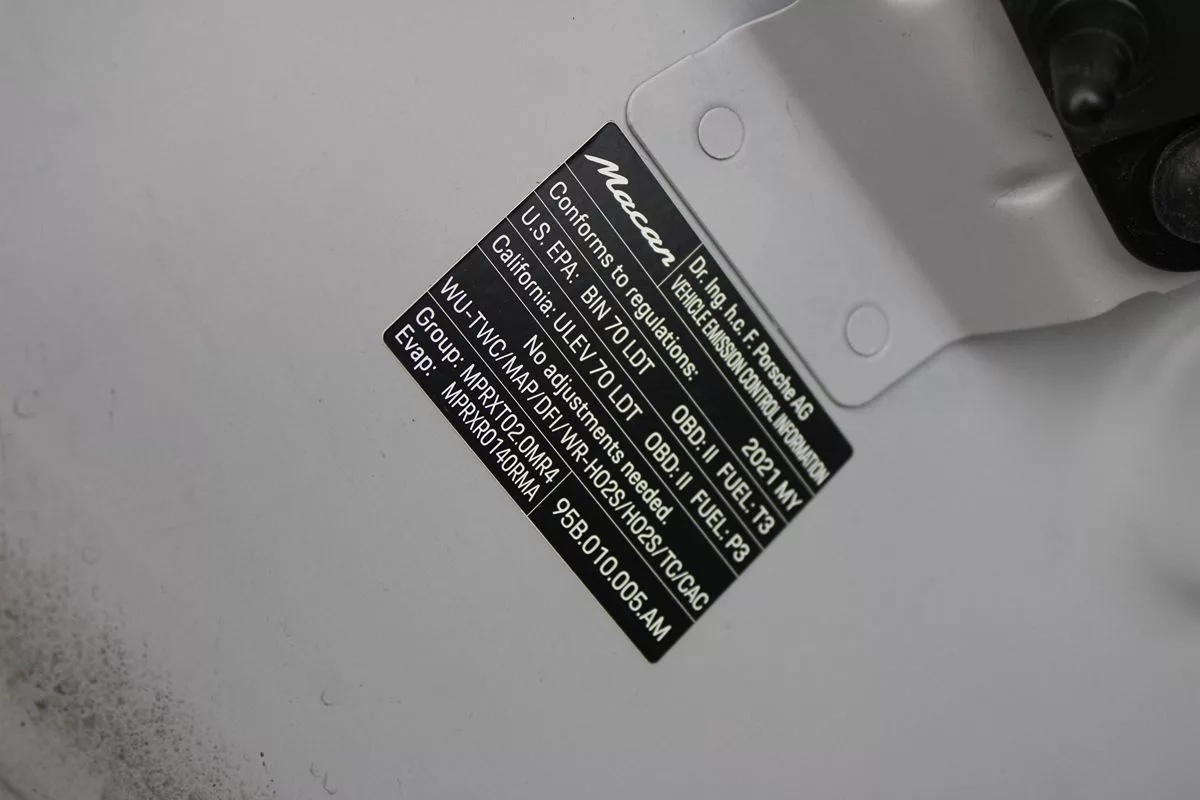 Macan
Dr. Ing. h.c. F. Porsche AG
VEHICLE EMISSION CONTROL INFORMATION
Conforms to regulations: 2021 MY
U.S. EPA: BIN 70 LDT OBD: II FUEL: T3
California: ULEV 70 LDT OBD: II FUEL: P3
No adjustments needed.
WU-TWC/MAP/DFI/WR-HO2S/HO2S/TC/CAC
Group: MPRXT02.0MR4
Evap: MPRXR0140RMA
95B.010.005.AM